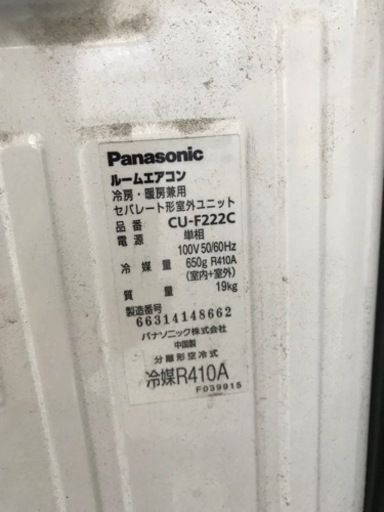 Panasonic
ルームエアコン
冷房・暖房兼用
セパレート形室外ユニット
品番 CU-F222C
電源 単相
100V 50/60Hz
冷媒量 650g R410A
(室内+室外)
質量 19kg
製造番号
66314148662
パナソニック株式会社
中国製
分離形空冷式
冷媒R410A
F039915